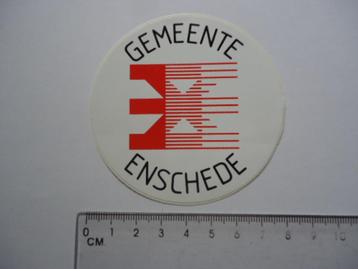 GEMEENTE
ENSCHEDE
0 1 2 3 4 5 6 7 8 9 10
CM